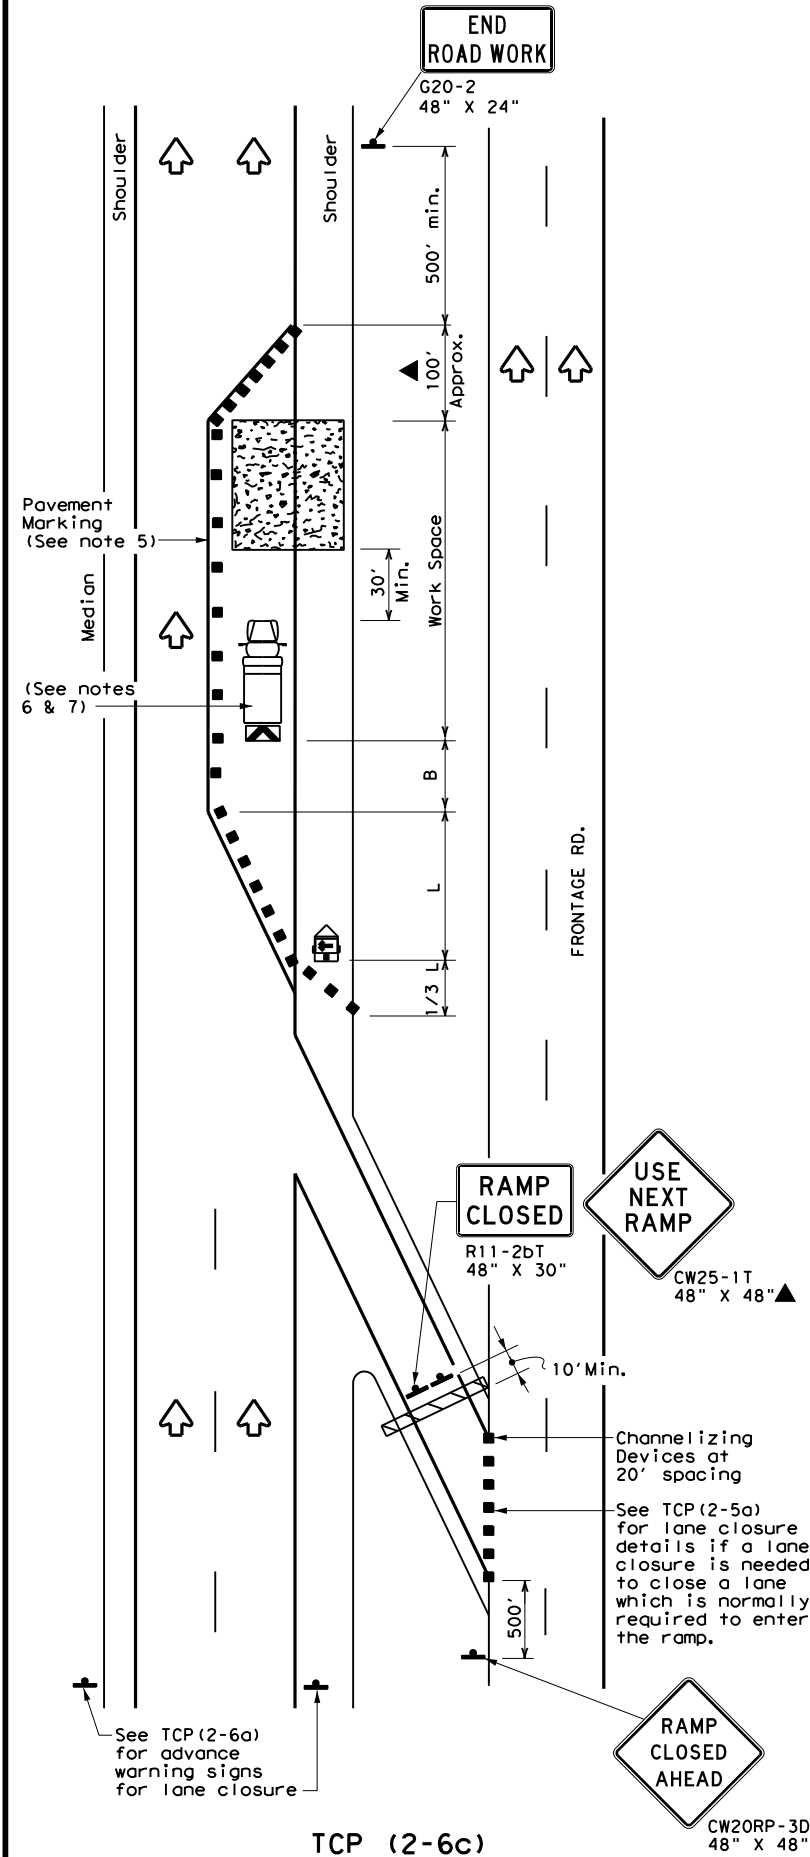 END
ROAD WORK
G20-2
48" X 24"
Shoulder
Shoulder
500' min.
100'
Approx.
Pavement
Marking
(See note 5)
Work Space
30'
Min.
Median
(See notes
6 & 7)
B
L
FRONTAGE RD.
1/3 L
RAMP
CLOSED
R11-2bT
48" X 30"
USE
NEXT
RAMP
CW25-1T
48" X 48"
10'Min.
Channelizing
Devices at
20' spacing
See TCP(2-5a)
for lane closure
details if a lane
closure is needed
to close a lane
which is normally
required to enter
the ramp.
500'
See TCP(2-6a)
for advance
warning signs
for lane closure
RAMP
CLOSED
AHEAD
CW20RP-3D
48" X 48"
TCP (2-6c)